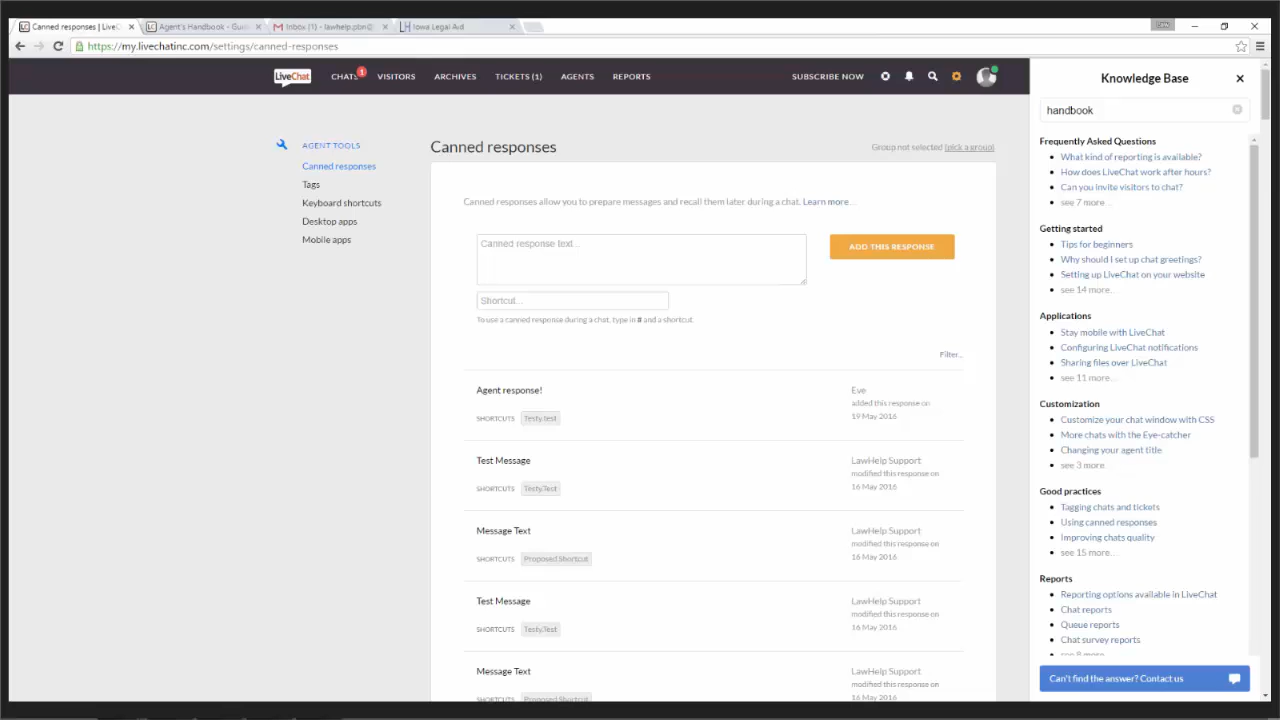 Canned responses | LiveC
Agent's Handbook - Guide
Inbox (1) - lawhelp.pbn@
Iowa Legal Aid
https://my.livechatinc.com/settings/canned-responses
LiveChat
CHATS
1
VISITORS
ARCHIVES
TICKETS (1)
AGENTS
REPORTS
SUBSCRIBE NOW
AGENT TOOLS
Canned responses
Tags
Keyboard shortcuts
Desktop apps
Mobile apps
Canned responses
Group not selected (pick a group)
Canned responses allow you to prepare messages and recall them later during a chat. Learn more...
Canned response text...
ADD THIS RESPONSE
Shortcut...
To use a canned response during a chat, type in # and a shortcut.
Filter...
Agent response!
SHORTCUTS Testy.test
Eve
added this response on
19 May 2016
Test Message
SHORTCUTS Testy.Test
LawHelp Support
modified this response on
16 May 2016
Message Text
SHORTCUTS Proposed Shortcut
LawHelp Support
modified this response on
16 May 2016
Test Message
SHORTCUTS Testy.Test
LawHelp Support
modified this response on
16 May 2016
Message Text
SHORTCUTS Proposed Shortcut
LawHelp Support
modified this response on
16 May 2016
Knowledge Base
handbook
Frequently Asked Questions
What kind of reporting is available?
How does LiveChat work after hours?
Can you invite visitors to chat?
see 7 more...
Getting started
Tips for beginners
Why should I set up chat greetings?
Setting up LiveChat on your website
see 14 more...
Applications
Stay mobile with LiveChat
Configuring LiveChat notifications
Sharing files over LiveChat
see 11 more...
Customization
Customize your chat window with CSS
More chats with the Eye-catcher
Changing your agent title
see 3 more...
Good practices
Tagging chats and tickets
Using canned responses
Improving chats quality
see 15 more...
Reports
Reporting options available in LiveChat
Chat reports
Queue reports
Chat survey reports
see 8 more...
Can't find the answer? Contact us